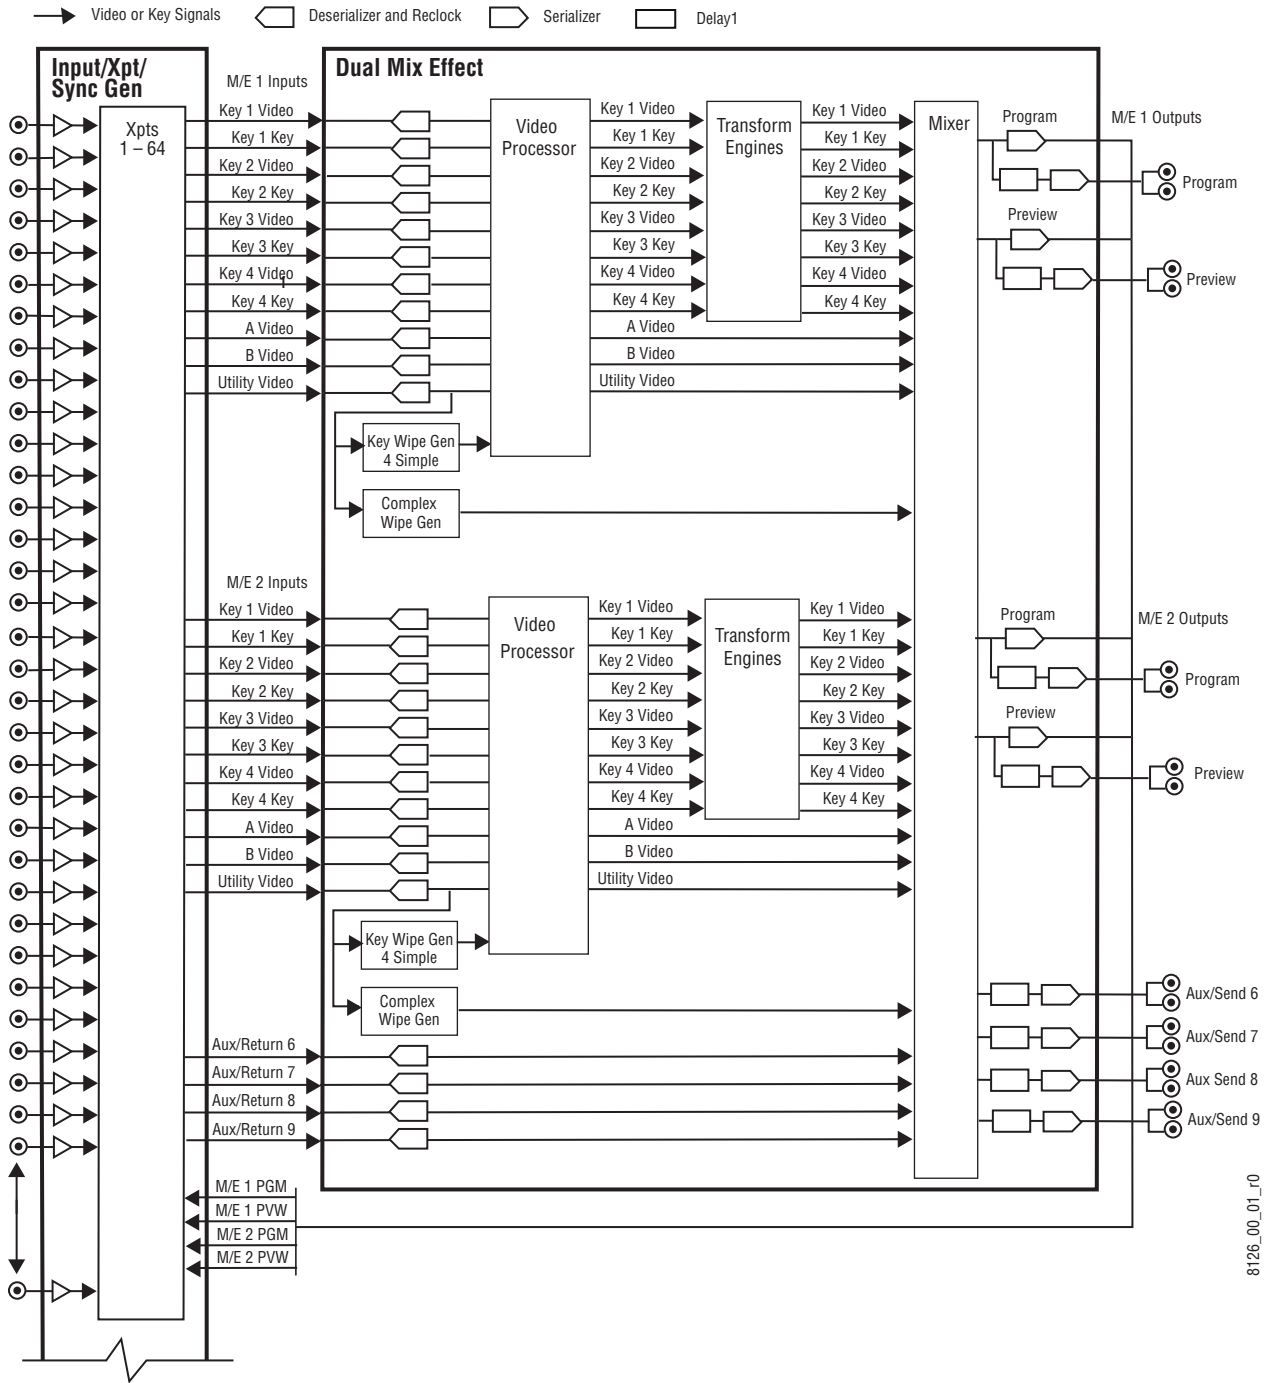 Video or Key Signals
Deserializer and Reclock
Serializer
Delay1
Input/Xpt/
Sync Gen
Xpts
1 – 64
M/E 1 Inputs
Key 1 Video
Key 1 Key
Key 2 Video
Key 2 Key
Key 3 Video
Key 3 Key
Key 4 Video
Key 4 Key
A Video
B Video
Utility Video
Dual Mix Effect
Video
Processor
Key Wipe Gen
4 Simple
Complex
Wipe Gen
Key 1 Video
Key 1 Key
Key 2 Video
Key 2 Key
Key 3 Video
Key 3 Key
Key 4 Video
Key 4 Key
A Video
B Video
Utility Video
Transform
Engines
Key 1 Video
Key 1 Key
Key 2 Video
Key 2 Key
Key 3 Video
Key 3 Key
Key 4 Video
Key 4 Key
Mixer
Program
Preview
M/E 1 Outputs
Program
Preview
M/E 2 Inputs
Key 1 Video
Key 1 Key
Key 2 Video
Key 2 Key
Key 3 Video
Key 3 Key
Key 4 Video
Key 4 Key
A Video
B Video
Utility Video
Video
Processor
Key Wipe Gen
4 Simple
Complex
Wipe Gen
Key 1 Video
Key 1 Key
Key 2 Video
Key 2 Key
Key 3 Video
Key 3 Key
Key 4 Video
Key 4 Key
A Video
B Video
Utility Video
Transform
Engines
Key 1 Video
Key 1 Key
Key 2 Video
Key 2 Key
Key 3 Video
Key 3 Key
Key 4 Video
Key 4 Key
Program
Preview
M/E 2 Outputs
Program
Preview
Aux/Return 6
Aux/Return 7
Aux/Return 8
Aux/Return 9
Aux/Send 6
Aux/Send 7
Aux Send 8
Aux/Send 9
M/E 1 PGM
M/E 1 PVW
M/E 2 PGM
M/E 2 PVW
8126_00_01_r0